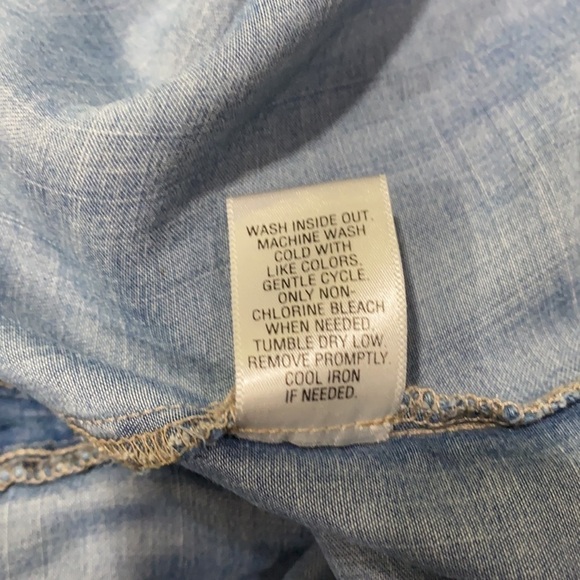 WASH INSIDE OUT.
MACHINE WASH
COLD WITH
LIKE COLORS.
GENTLE CYCLE.
ONLY NON-
CHLORINE BLEACH
WHEN NEEDED.
TUMBLE DRY LOW.
REMOVE PROMPTLY.
COOL IRON
IF NEEDED.